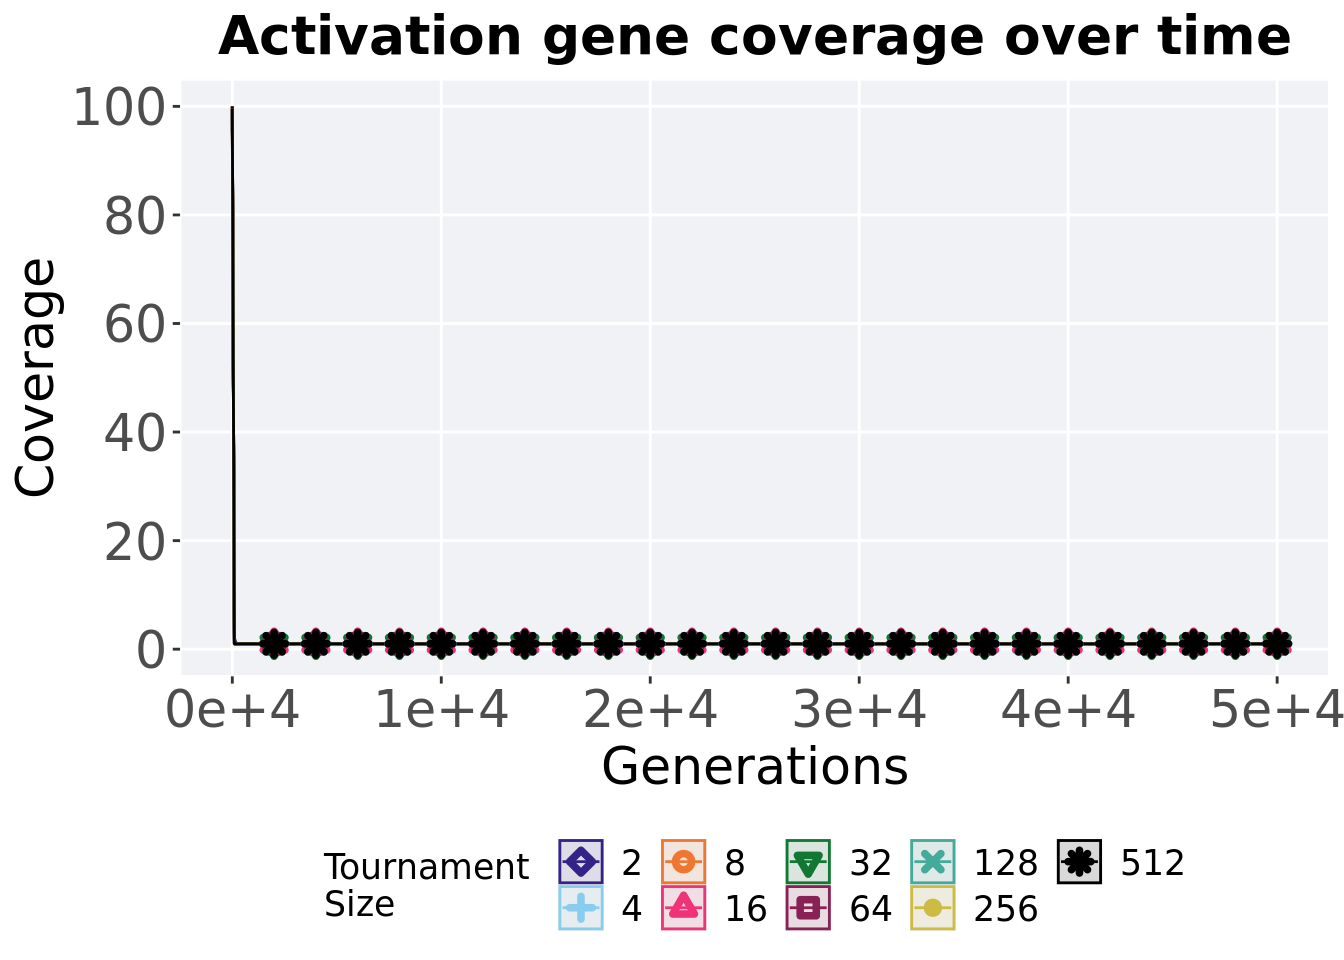 Activation gene coverage over time
Coverage
100
80
60
40
20
0
0e+4 1e+4 2e+4 3e+4 4e+4 5e+4
Generations
Tournament
Size
2 8 32 128 512
4 16 64 256